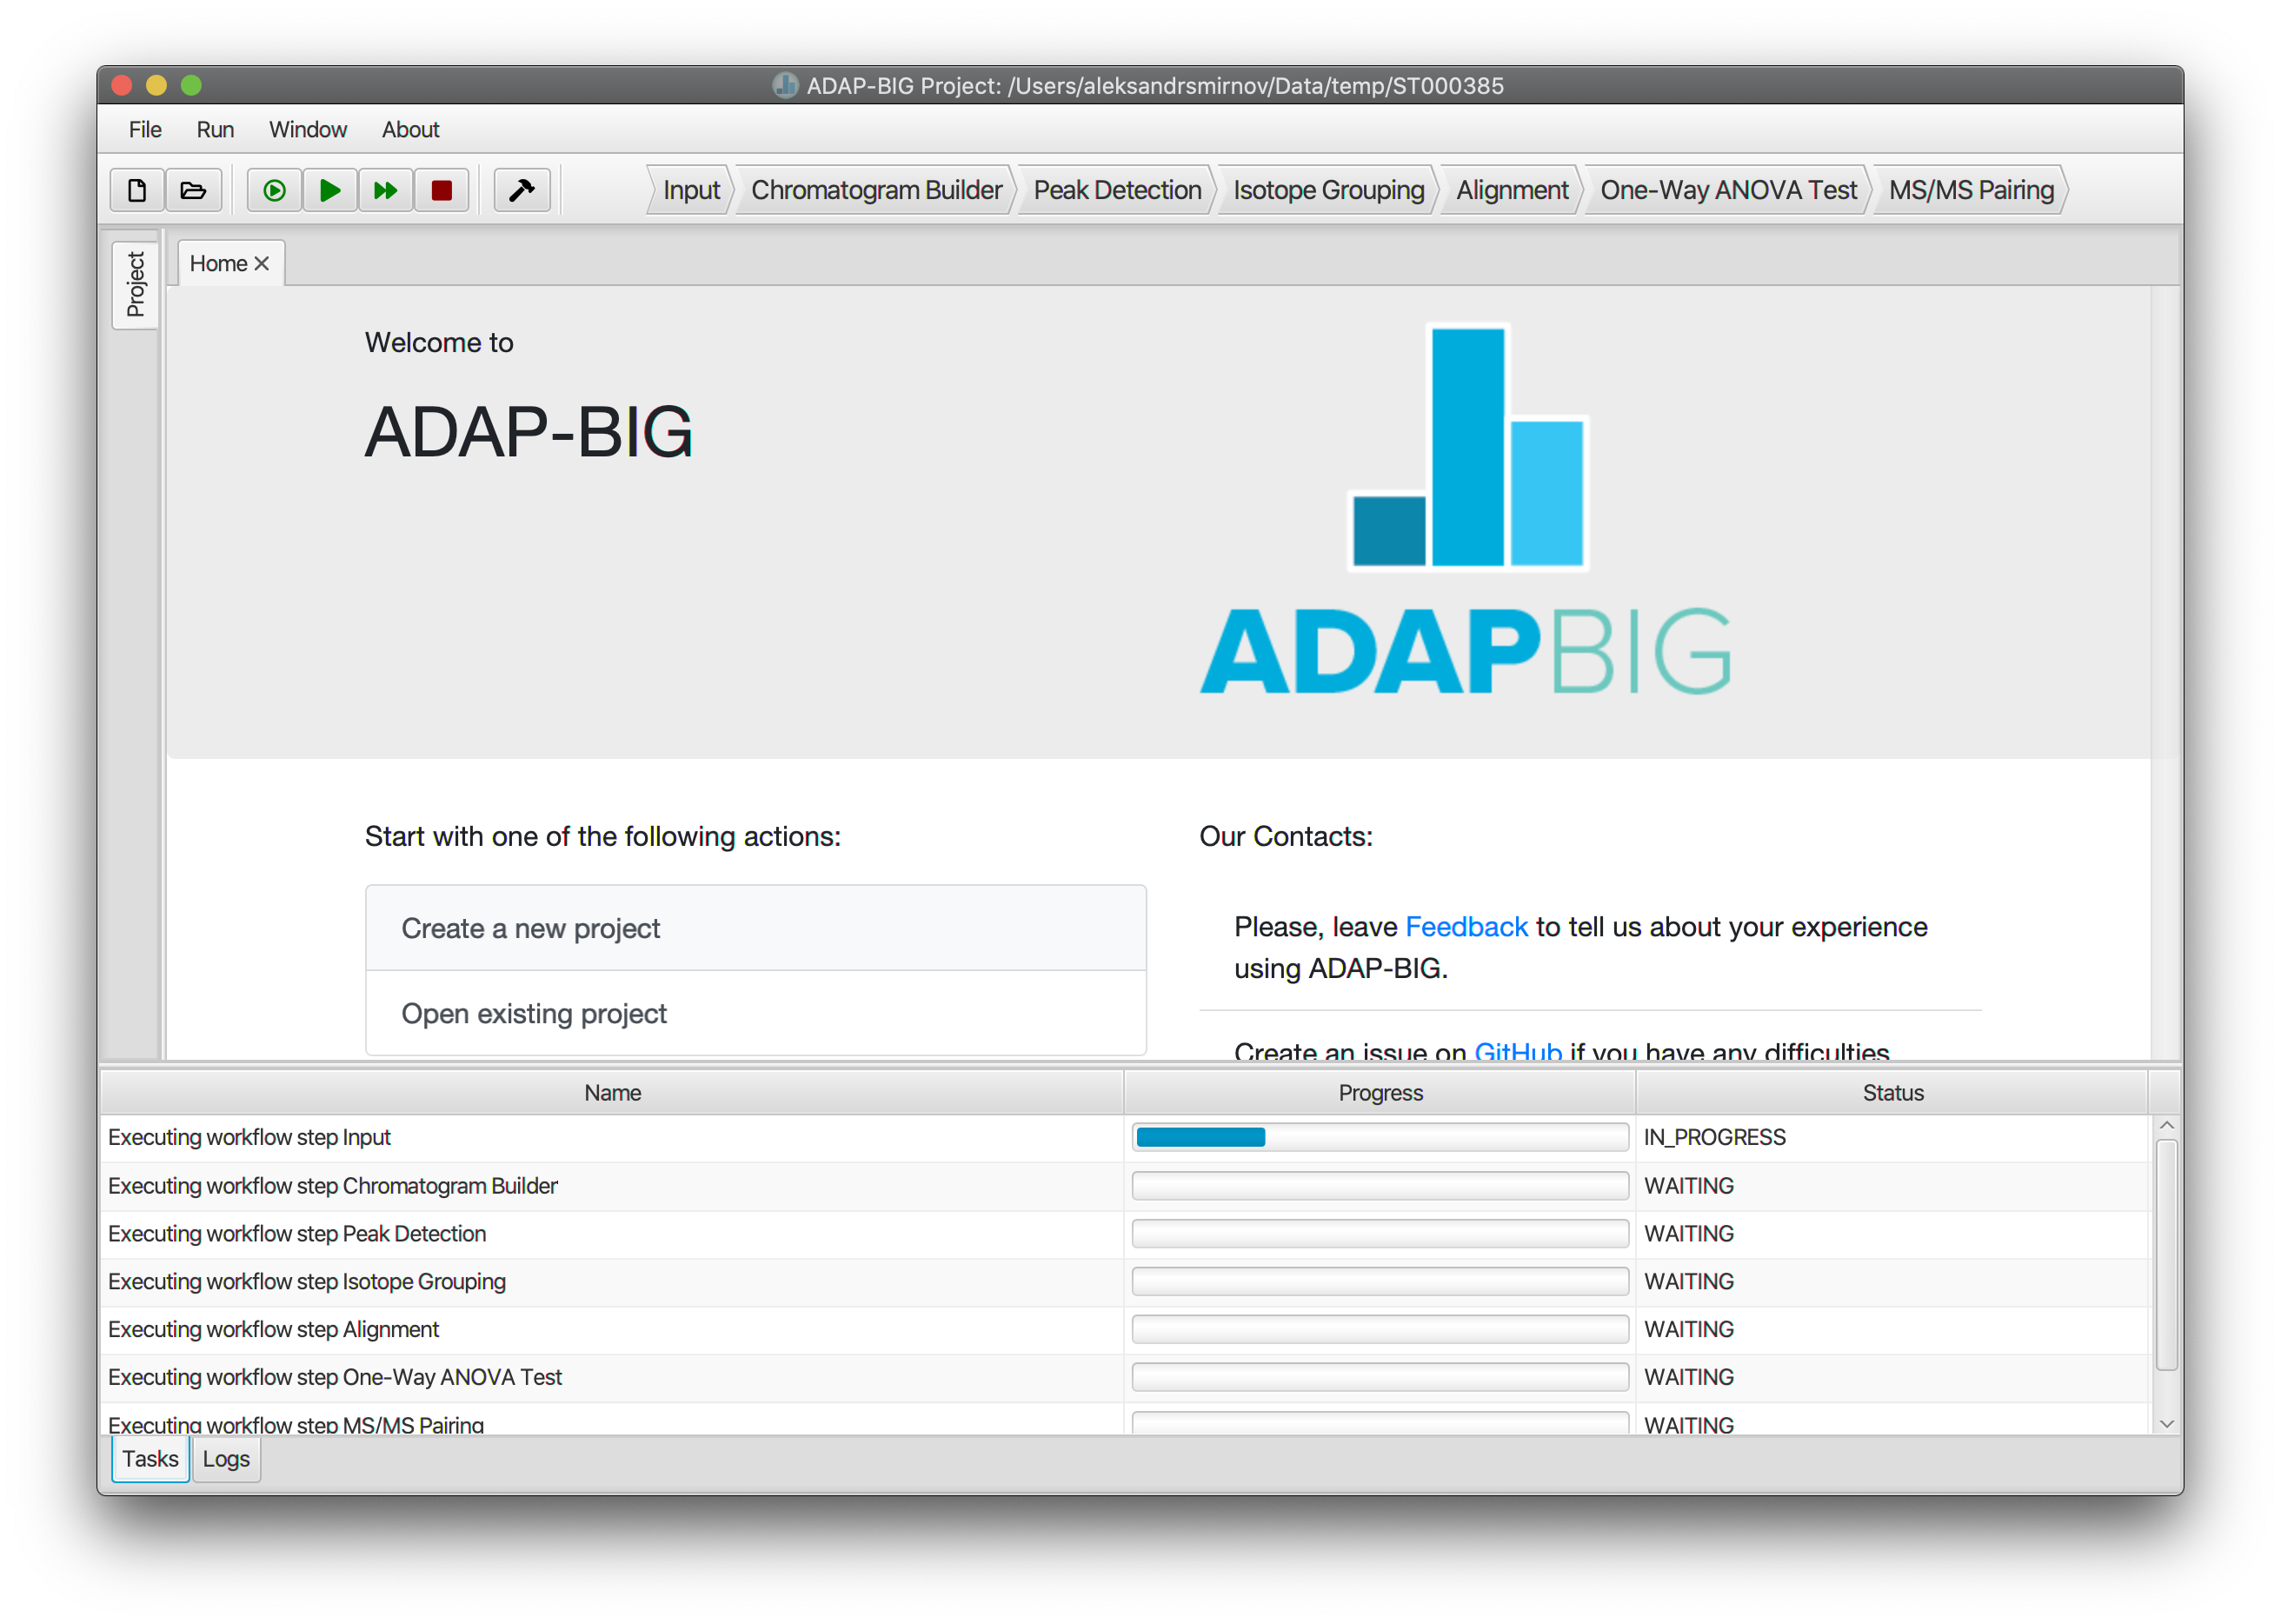 ADAP-BIG Project: /Users/aleksandrsmirnov/Data/temp/ST000385
File Run Window About
Input Chromatogram Builder Peak Detection Isotope Grouping Alignment One-Way ANOVA Test MS/MS Pairing
Project
Home
Welcome to
ADAP-BIG
ADAPBIG
Start with one of the following actions:
Create a new project
Open existing project
Our Contacts:
Please, leave Feedback to tell us about your experience
using ADAP-BIG.
Create an issue on GitHub if you have any difficulties
Name Progress Status
Executing workflow step Input IN_PROGRESS
Executing workflow step Chromatogram Builder WAITING
Executing workflow step Peak Detection WAITING
Executing workflow step Isotope Grouping WAITING
Executing workflow step Alignment WAITING
Executing workflow step One-Way ANOVA Test WAITING
Executing workflow step MS/MS Pairing WAITING
Tasks Logs